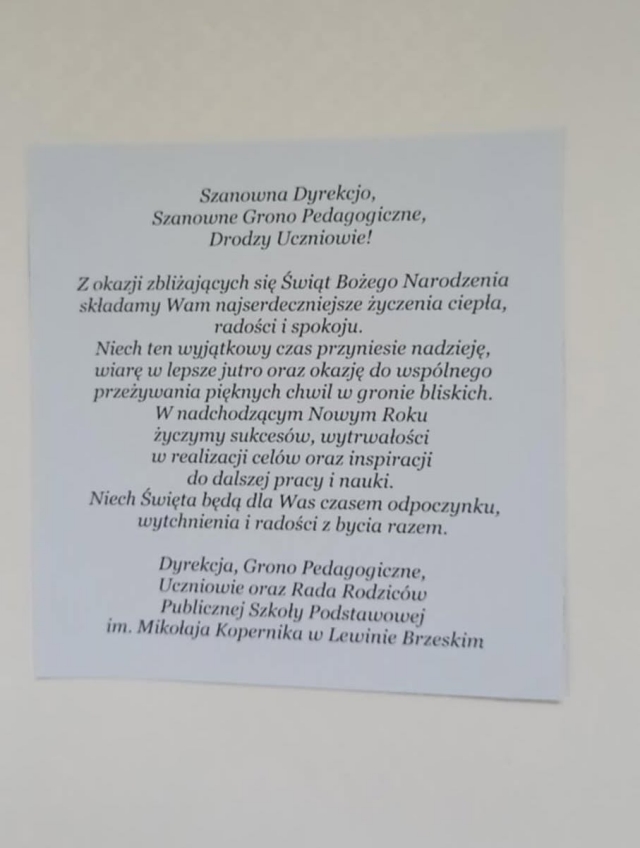 Szanowna Dyrekcjo,
Szanowne Grono Pedagogiczne,
Drodzy Uczniowie!
Z okazji zbliżających się Świąt Bożego Narodzenia
składamy Wam najserdeczniejsze życzenia ciepła,
radości i spokoju.
Niech ten wyjątkowy czas przyniesie nadzieję,
wiarę w lepsze jutro oraz okazję do wspólnego
przeżywania pięknych chwil w gronie bliskich.
W nadchodzącym Nowym Roku
życzymy sukcesów, wytrwałości
w realizacji celów oraz inspiracji
do dalszej pracy i nauki.
Niech Święta będą dla Was czasem odpoczynku,
wytchnienia i radości z bycia razem.
Dyrekcja, Grono Pedagogiczne,
Uczniowie oraz Rada Rodziców
Publicznej Szkoły Podstawowej
im. Mikołaja Kopernika w Lewinie Brzeskim